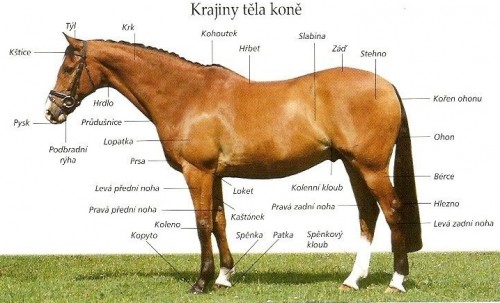 Krajiny těla koně
Týl
Krk
Kohoutek
Hřbet
Slabina
Záď
Stehno
Kštice
Hrdlo
Kořen ohonu
Pysk
Průdušnice
Podbradní
rýha
Lopatka
Ohon
Prsa
Bérce
Levá přední noha
Loket
Kolenní kloub
Hlezno
Pravá přední noha
Kaštánek
Pravá zadní noha
Levá zadní noha
Koleno
Kopyto
Spěnka
Patka
Spěnkový
kloub